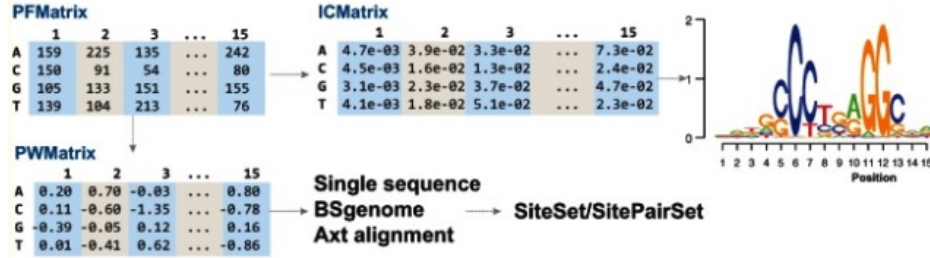 PFMatrix
1 2 3 ... 15
A 159 225 135 ... 242
C 150 91 54 ... 80
G 105 133 151 ... 155
T 139 104 213 ... 76
ICMatrix
1 2 3 ... 15
A 4.7e-03 3.9e-02 3.3e-02 ... 7.3e-02
C 4.5e-03 1.6e-02 1.3e-02 ... 2.4e-02
G 3.1e-03 2.3e-02 3.7e-02 ... 4.7e-02
T 4.1e-03 1.8e-02 5.1e-02 ... 2.3e-02
2
1
0
1 2 3 4 5 6 7 8 9 10 11 12 13 14 15
Position
PWMatrix
1 2 3 ... 15
A 0.20 0.70 -0.03 ... 0.80
C 0.11 -0.60 -1.35 ... -0.78
G -0.39 -0.05 0.12 ... 0.16
T 0.01 -0.41 0.62 ... -0.86
Single sequence
BSgenome
Axt alignment
SiteSet/SitePairSet